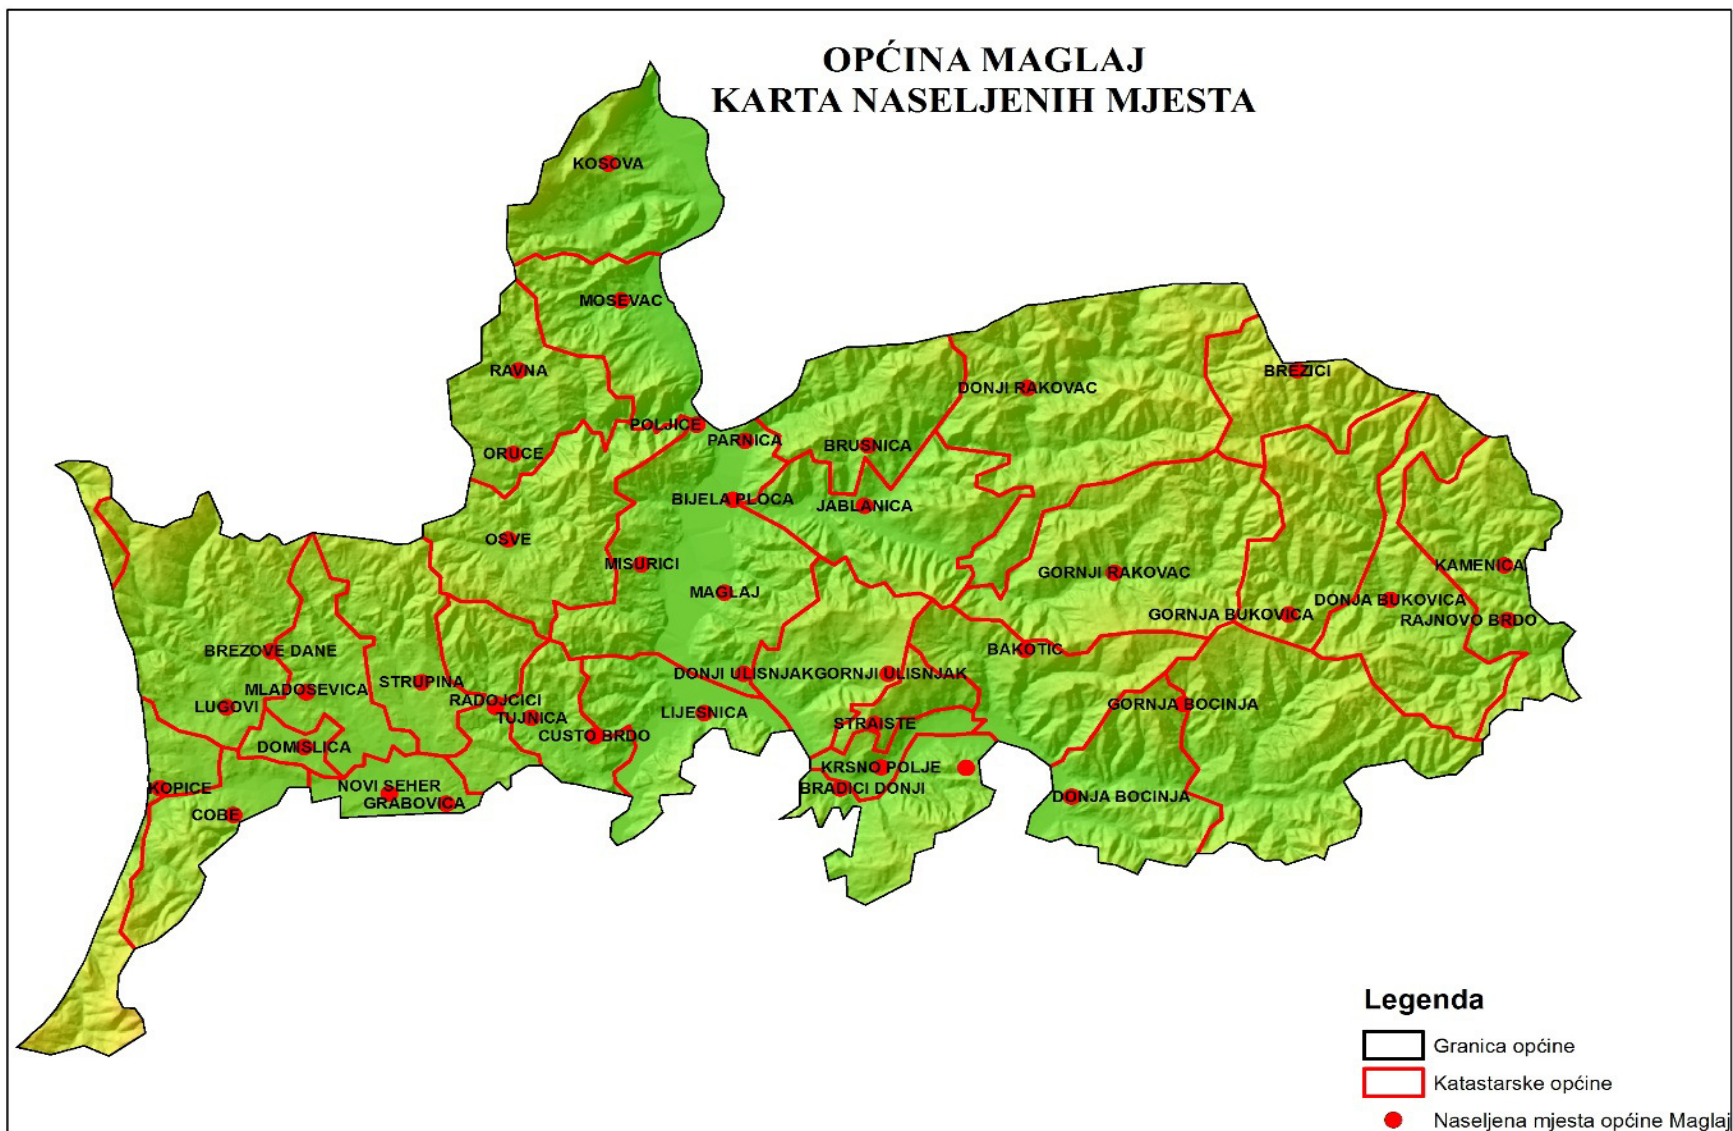 OPĆINA MAGLAJ
KARTA NASELJENIH MJESTA
KOSOVA
MOSEVAC
RAVNA
BREZICI
DONJI RAKOVAC
POLJICE
PARNICA
BRUSNICA
ORUCE
BIJELA PLOCA
JABLANICA
OSVE
MISURICI
KAMENICA
GORNJI RAKOVAC
MAGLAJ
DONJA BUKOVICA
GORNJA BUKOVICA
RAJNOVO BRDO
BREZOVE DANE
BAKOTIC
DONJI ULISNJAK
GORNJI ULISNJAK
STRUPINA
MLADOSEVICA
RADOJCICI
LUGOVI
GORNJA BOCINJA
LIJESNICA
TUJNICA
STRAISTE
CUSTO BRDO
DOMISLICA
KRSNO POLJE
NOVI SEHER
KOPICE
BRADICI DONJI
DONJA BOCINJA
GRABOVICA
COBE
Legenda
Granica općine
Katastarske općine
Naseljena mjesta općine Maglaj